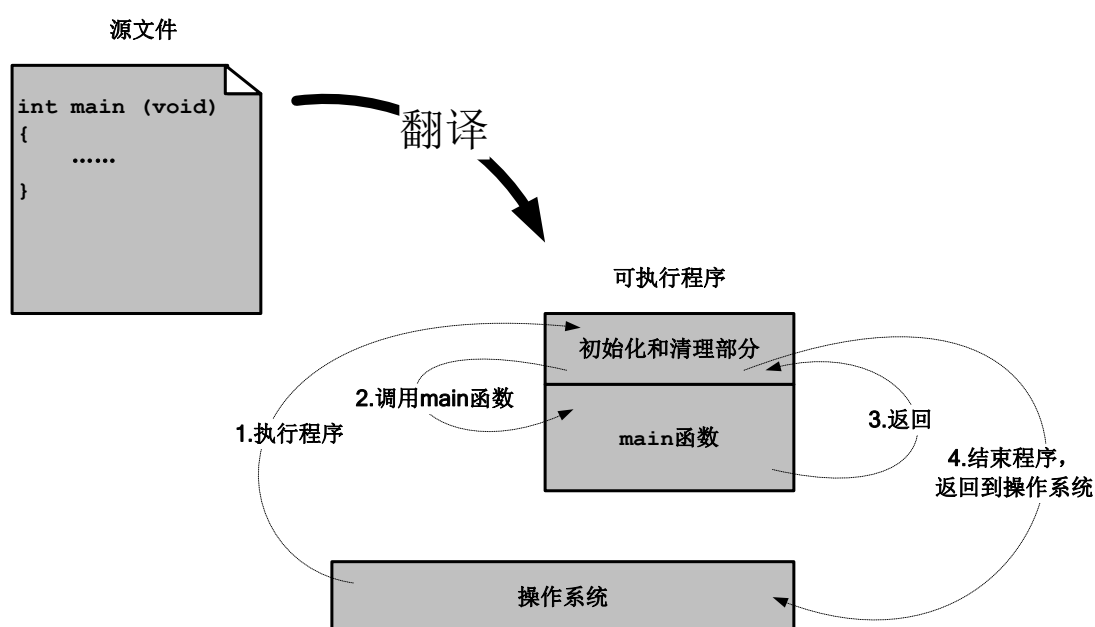 源文件
int main (void)
{
......
}
翻译
可执行程序
初始化和清理部分
2.调用main函数
1.执行程序
main函数
3.返回
4.结束程序，
返回到操作系统
操作系统